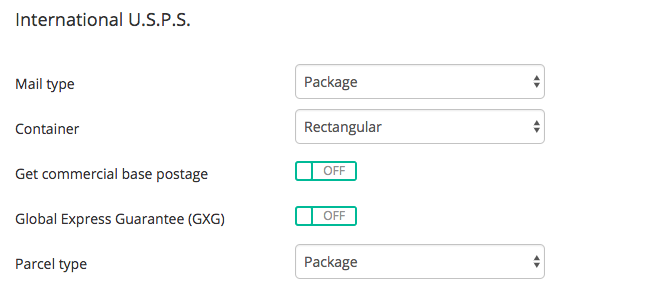 International U.S.P.S.
Mail type Package
Container Rectangular
Get commercial base postage OFF
Global Express Guarantee (GXG) OFF
Parcel type Package